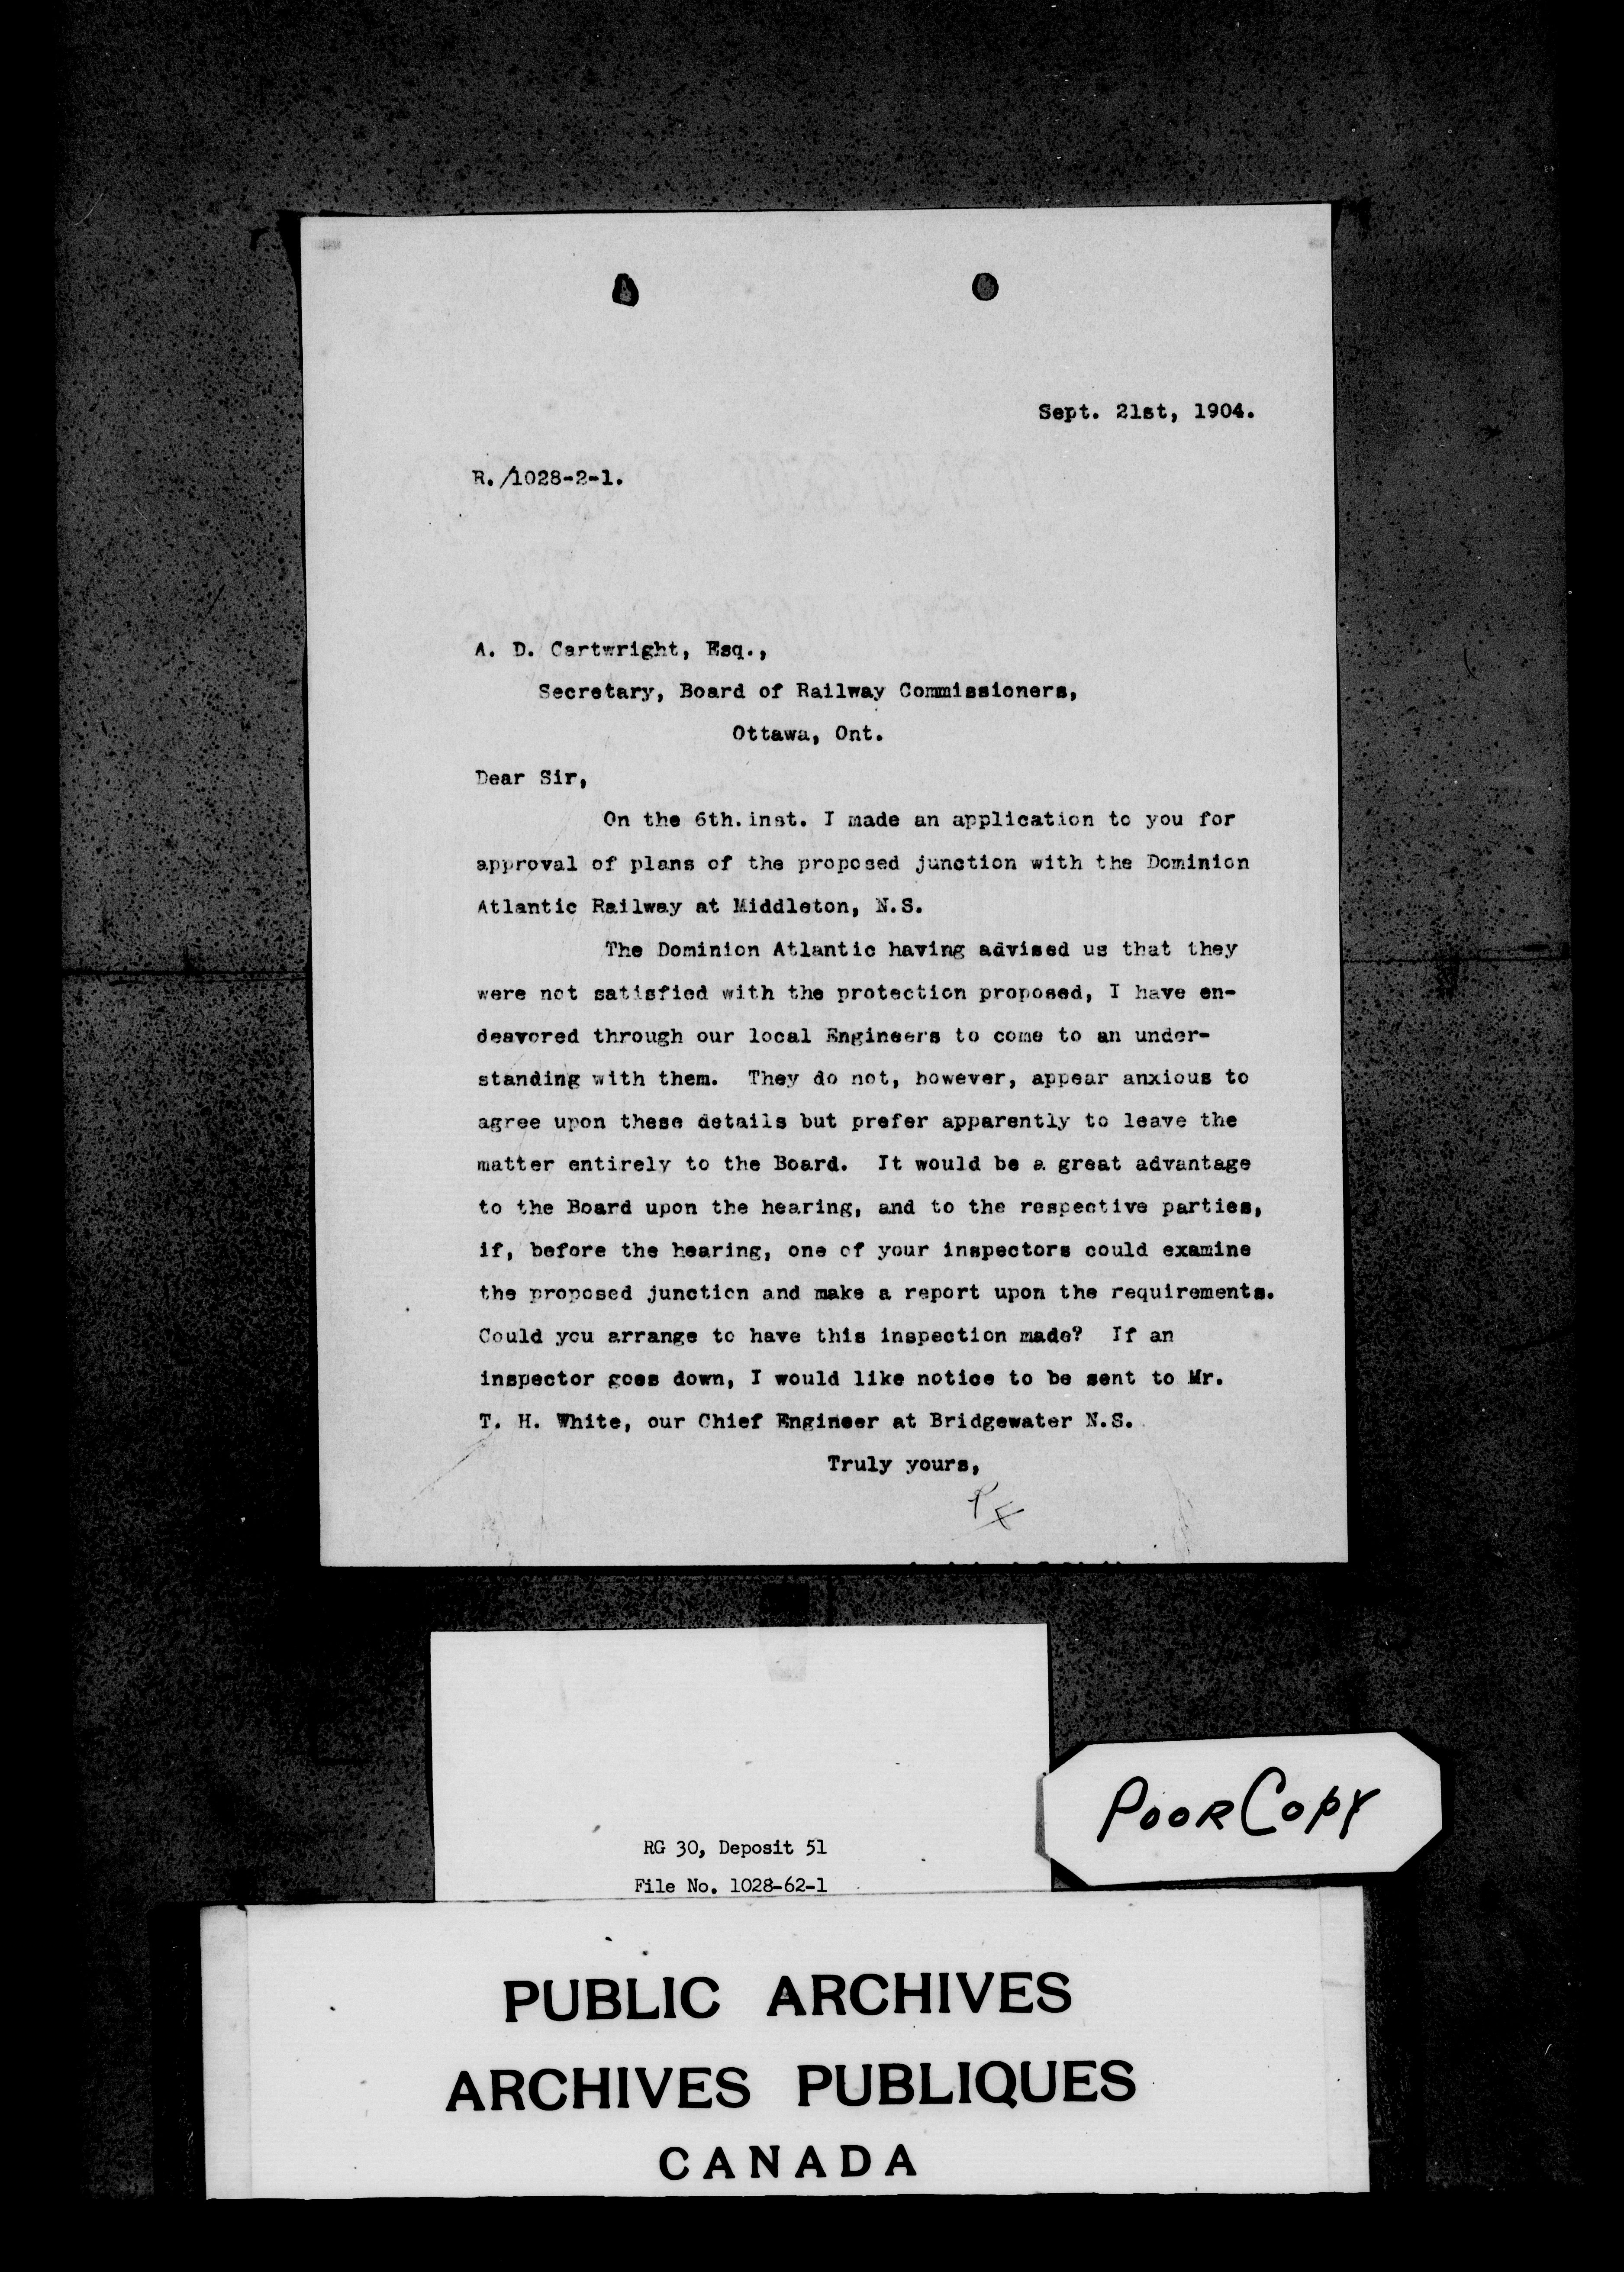 Sept. 21st, 1904.
R./1028-2-1.
A. D. Cartwright, Esq.,
Secretary, Board of Railway Commissioners,
Ottawa, Ont.
Dear Sir,
On the 6th. inst. I made an application to you for
approval of plans of the proposed junction with the Dominion
Atlantic Railway at Middleton, N.S.
The Dominion Atlantic having advised us that they
were not satisfied with the protection proposed, I have en-
deavored through our local Engineers to come to an under-
standing with them. They do not, however, appear anxious to
agree upon these details but prefer apparently to leave the
matter entirely to the Board. It would be a great advantage
to the Board upon the hearing, and to the respective parties,
if, before the hearing, one of your inspectors could examine
the proposed junction and make a report upon the requirements.
Could you arrange to have this inspection made? If an
inspector goes down, I would like notice to be sent to Mr.
T. H. White, our Chief Engineer at Bridgewater N.S.
Truly yours,
RG 30, Deposit 51
File No. 1028-62-1
POOR COPY
PUBLIC ARCHIVES
ARCHIVES PUBLIQUES
CANADA